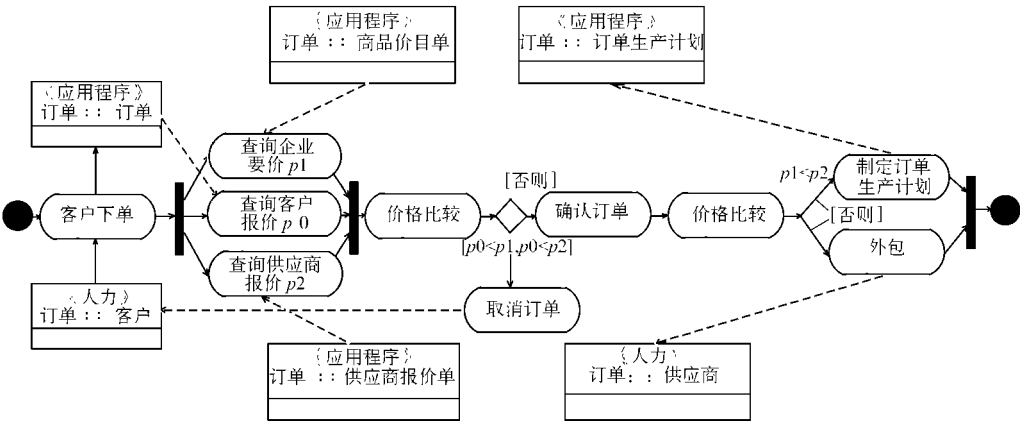 《应用程序》
订单 :: 商品价目单
《应用程序》
订单 :: 订单生产计划
《应用程序》
订单 :: 订单
查询企业
要价 p1
客户下单
查询客户
报价 p 0
查询供应商
报价 p2
价格比较
[否则]
[p0<p1,p0<p2]
确认订单
价格比较
p1<p2
制定订单
生产计划
[否则]
外包
取消订单
《人力》
订单 :: 客户
《应用程序》
订单 :: 供应商报价单
《人力》
订单: : 供应商